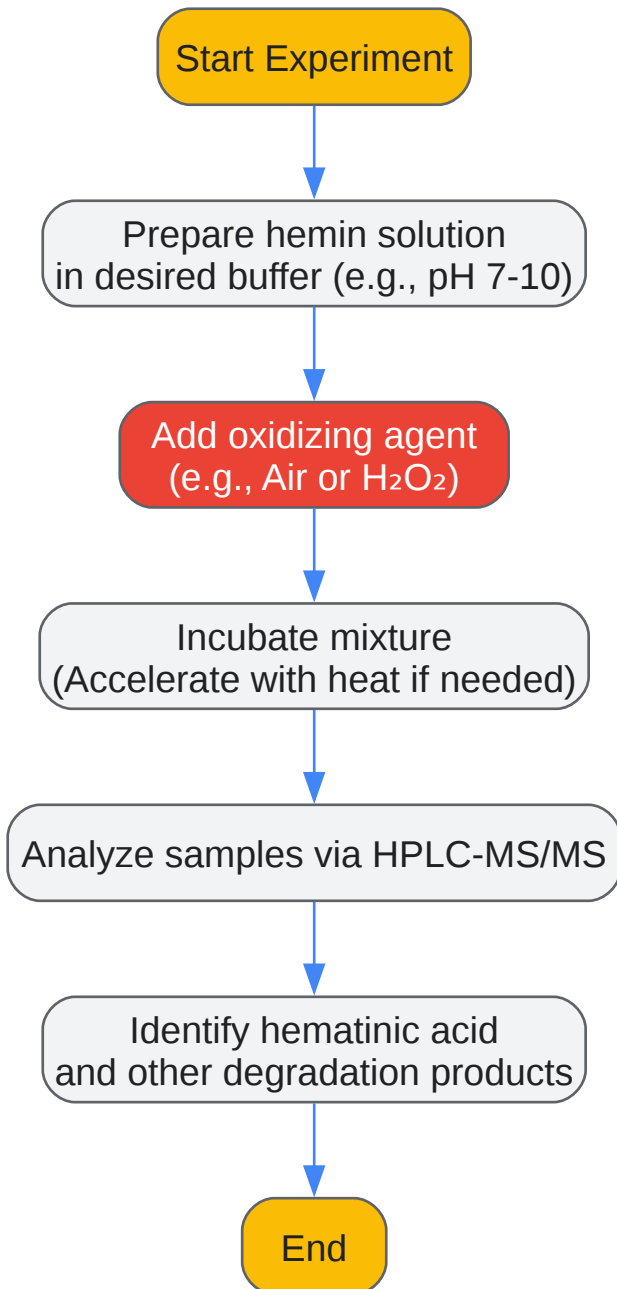 Start Experiment
Prepare hemin solution
in desired buffer (e.g., pH 7-10)
Add oxidizing agent
(e.g., Air or H₂O₂)
Incubate mixture
(Accelerate with heat if needed)
Analyze samples via HPLC-MS/MS
Identify hematinic acid
and other degradation products
End